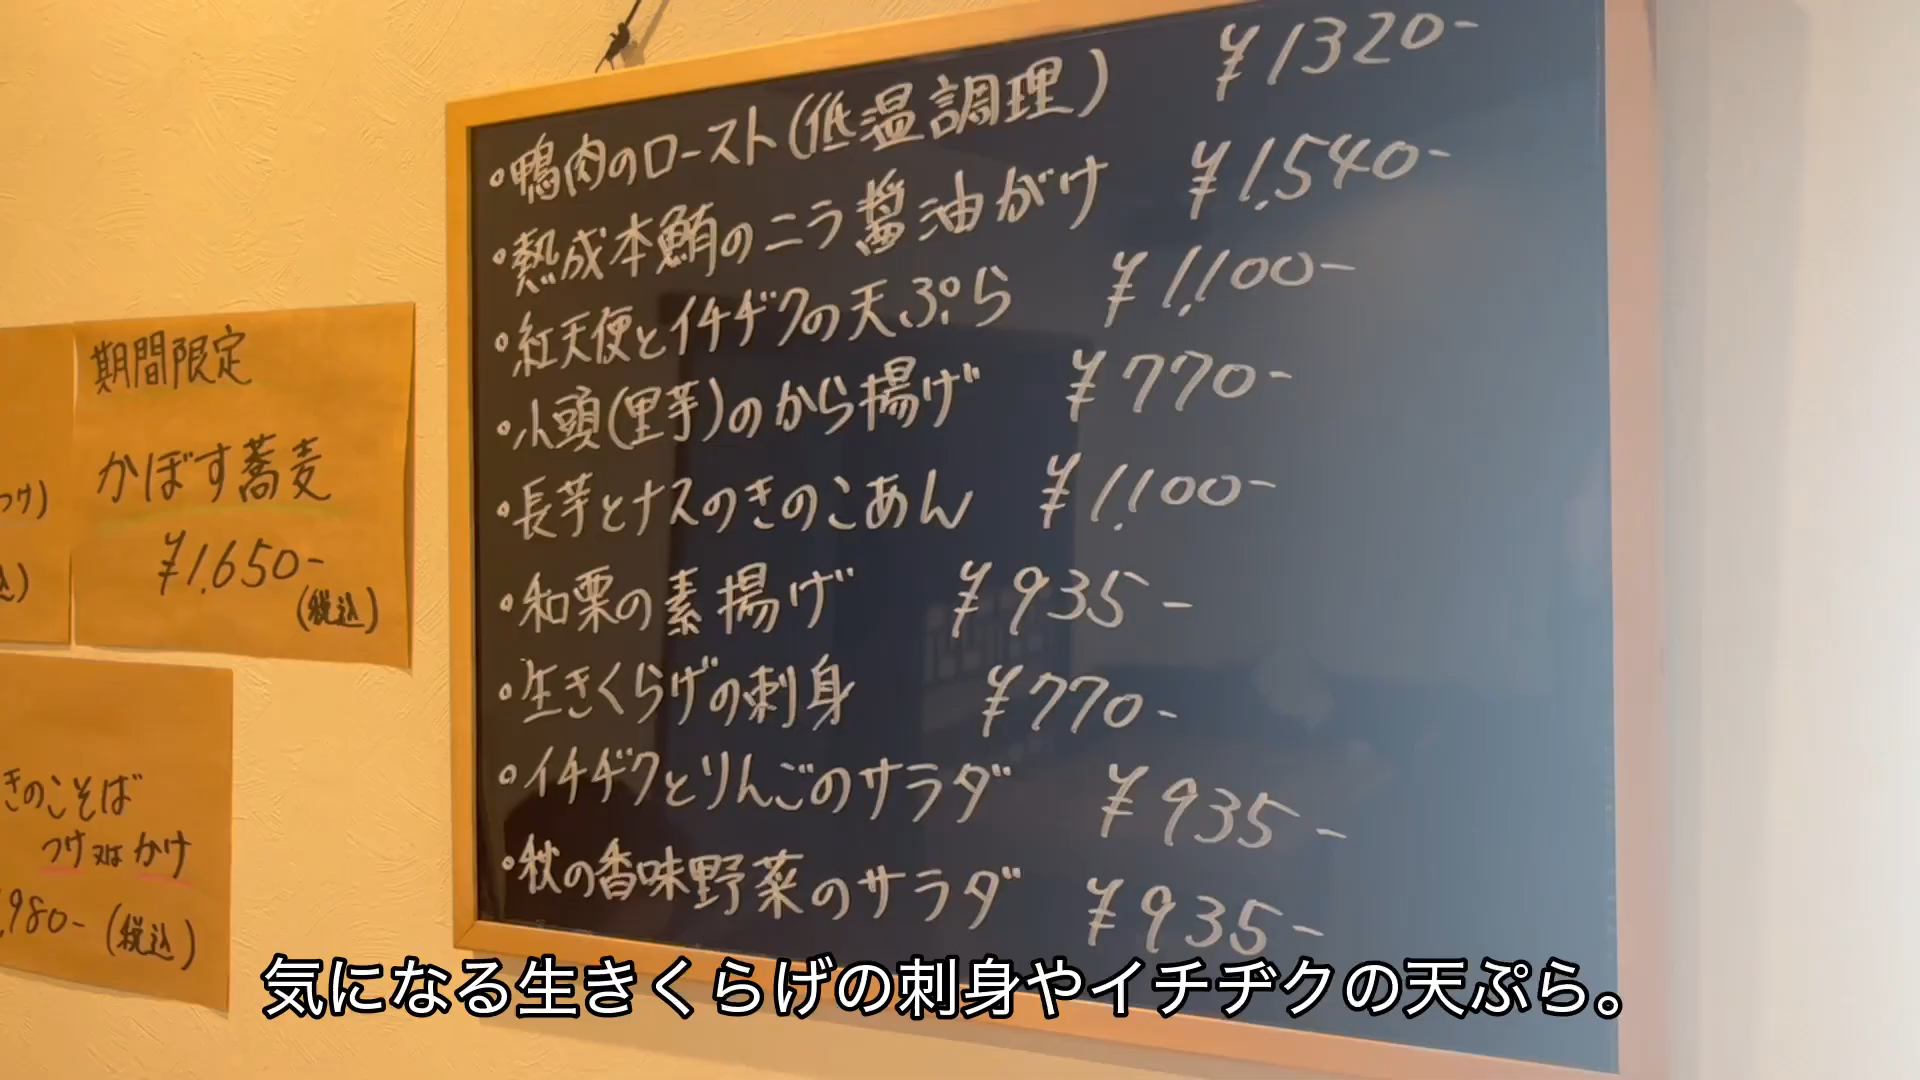 ・鴨肉のロースト(低温調理) ¥1320-
・熟成本鮪のニラ醤油がけ ¥1,540-
・紅天使とイチヂクの天ぷら ¥1,100-
・小頭(里芋)のから揚げ ¥770-
・長芋とナスのきのこあん ¥1,100-
・和栗の素揚げ ¥935-
・生きくらげの刺身 ¥770-
・イチヂクとりんごのサラダ ¥935-
・秋の香味野菜のサラダ ¥935-
期間限定
かぼす蕎麦
¥1,650-
(税込)
つけ)
込)
きのこそば
つけ又はかけ
,980-(税込)
気になる生きくらげの刺身やイチヂクの天ぷら。